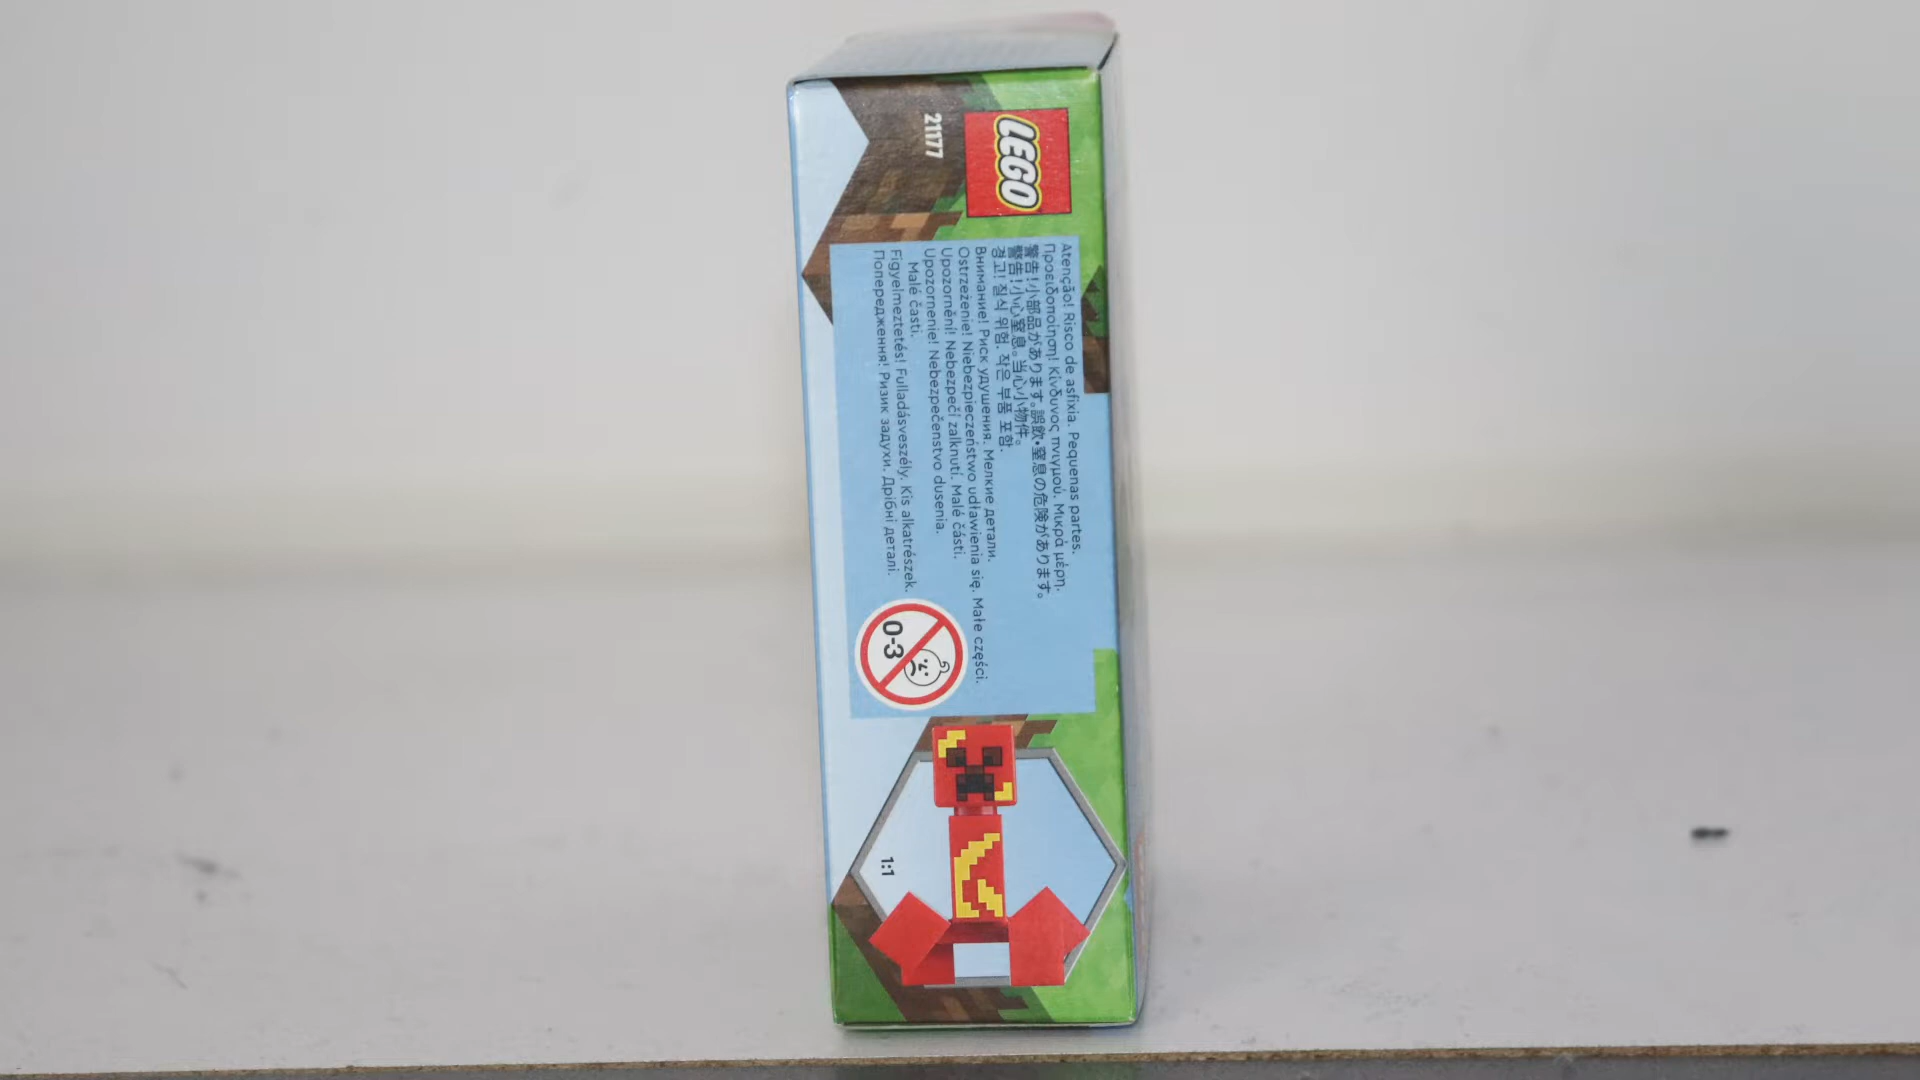 LEGO
21177
Atenção! Risco de asfixia. Pequenas partes.
Προειδοποίηση! Κίνδυνος πνιγμού. Μικρά μέρη.
警告!小部品があります。誤飲・窒息の危険があります。
警告!小心窒息。当心小物件。
경고! 질식 위험. 작은 부품 포함.
Внимание! Риск удушения. Мелкие детали.
Ostrzeżenie! Niebezpieczeństwo udławienia się. Małe części.
Upozornění! Nebezpečí zalknutí. Malé části.
Upozornenie! Nebezpečenstvo dusenia.
Malé časti.
Figyelmeztetés! Fulladásveszély. Kis alkatrészek.
Попередження! Ризик задухи. Дрібні деталі.
0-3
1:1